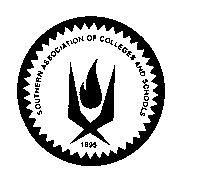 SOUTHERN ASSOCIATION OF COLLEGES AND SCHOOLS
1895